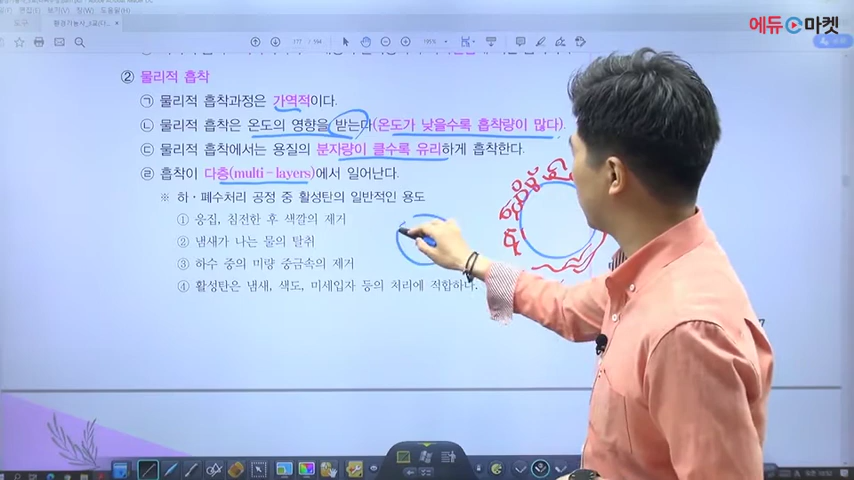 에듀마켓
177 / 594
195%
② 물리적 흡착
㉠ 물리적 흡착과정은 가역적이다.
㉡ 물리적 흡착은 온도의 영향을 받는다(온도가 낮을수록 흡착량이 많다).
㉢ 물리적 흡착에서는 용질의 분자량이 클수록 유리하게 흡착한다.
㉣ 흡착이 다층(multi-layers)에서 일어난다.
※ 하·폐수처리 공정 중 활성탄의 일반적인 용도
① 응집, 침전한 후 색깔의 제거
② 냄새가 나는 물의 탈취
③ 하수 중의 미량 중금속의 제거
④ 활성탄은 냄새, 색도, 미세입자 등의 처리에 적합하다.